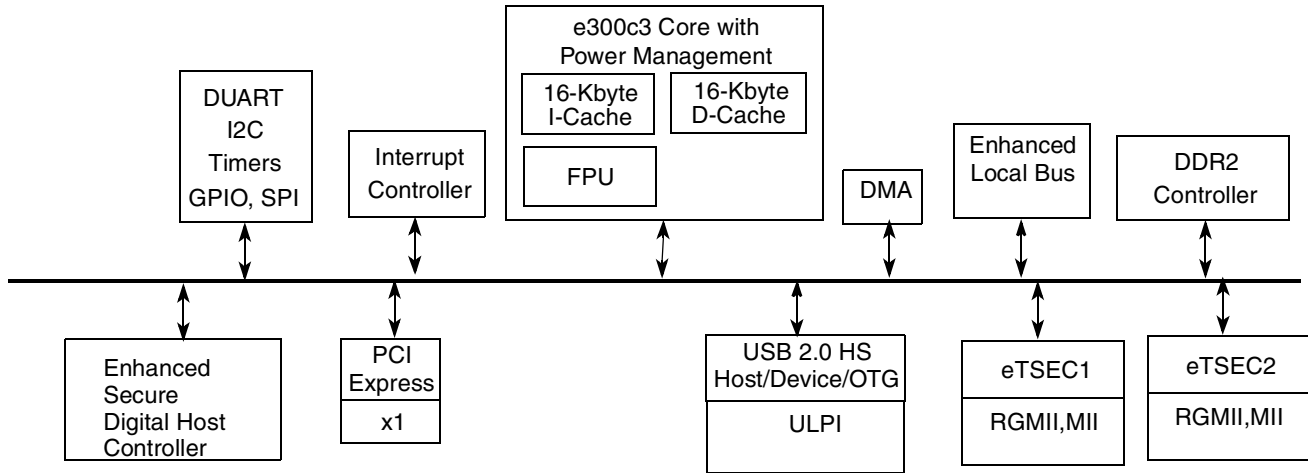 e300c3 Core with
Power Management
16-Kbyte
I-Cache
16-Kbyte
D-Cache
FPU
DUART
I2C
Timers
GPIO, SPI
Interrupt
Controller
DMA
Enhanced
Local Bus
DDR2
Controller
Enhanced
Secure
Digital Host
Controller
PCI
Express
x1
USB 2.0 HS
Host/Device/OTG
ULPI
eTSEC1
RGMII,MII
eTSEC2
RGMII,MII